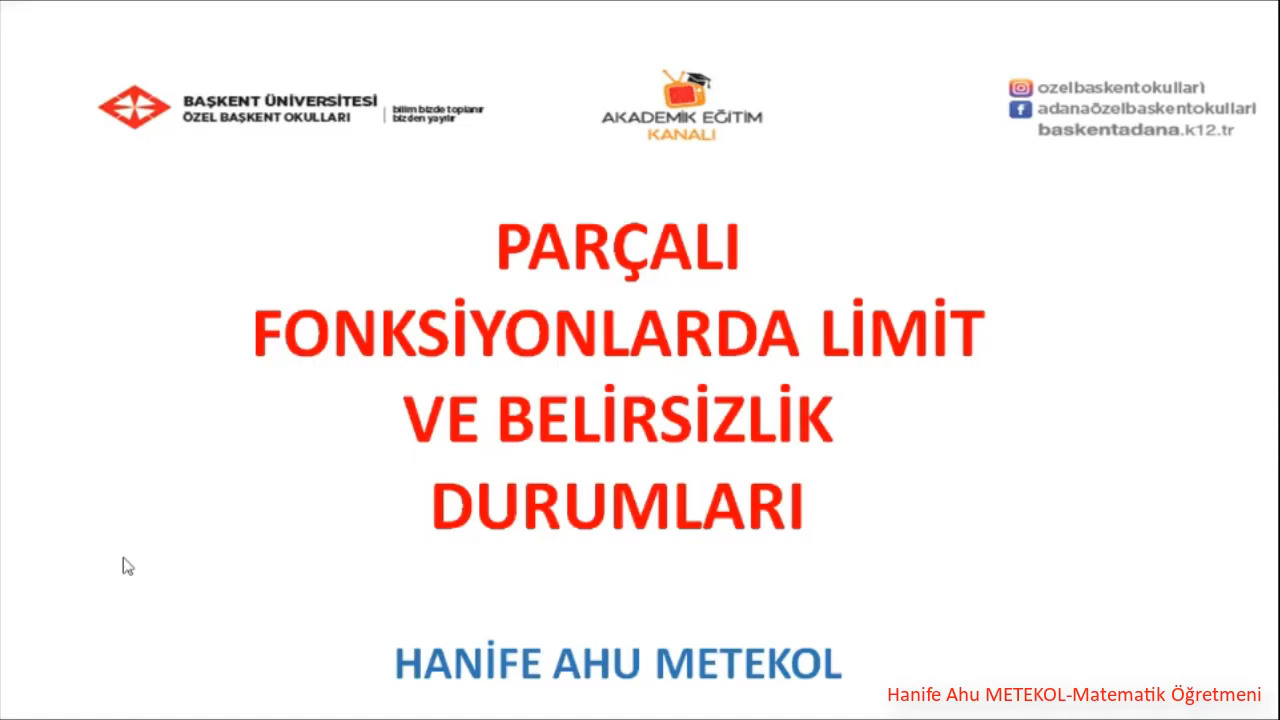 BAŞKENT ÜNİVERSİTESİ
ÖZEL BAŞKENT OKULLARI
bilim bizde toplanır
bizden yayılır
AKADEMİK EĞİTİM
KANALI
ozelbaskentokullari
adanaözelbaskentokullari
baskentadana.k12.tr
PARÇALI
FONKSİYONLARDA LİMİT
VE BELİRSİZLİK
DURUMLARI
HANİFE AHU METEKOL
Hanife Ahu METEKOL-Matematik Öğretmeni